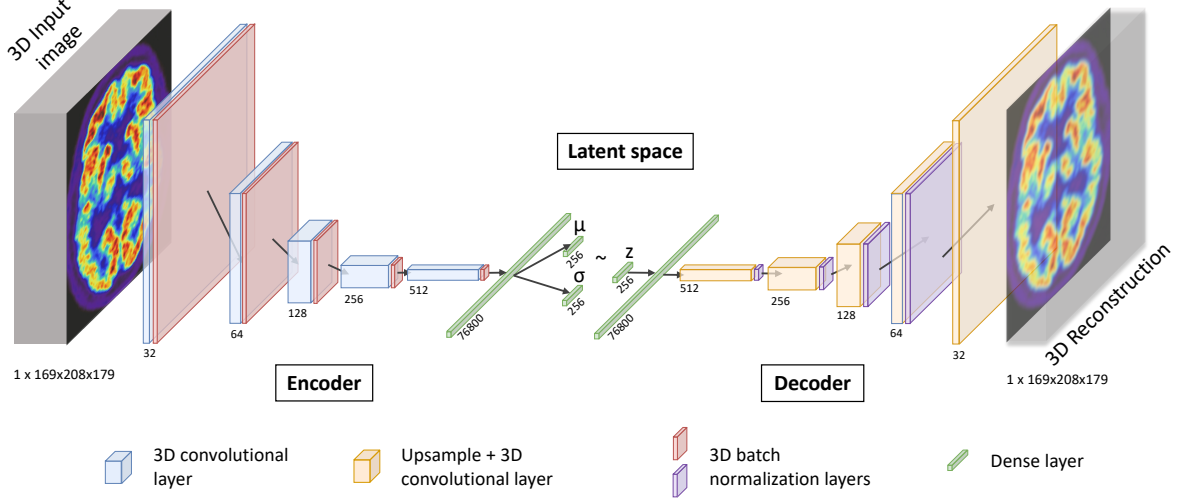 3D Input
image
Latent space
μ
256
σ
256
~
z
256
32
64
128
256
512
76800
76800
512
256
128
64
32
1 x 169x208x179
Encoder
Decoder
3D Reconstruction
1 x 169x208x179
3D convolutional
layer
Upsample + 3D
convolutional layer
3D batch
normalization layers
Dense layer